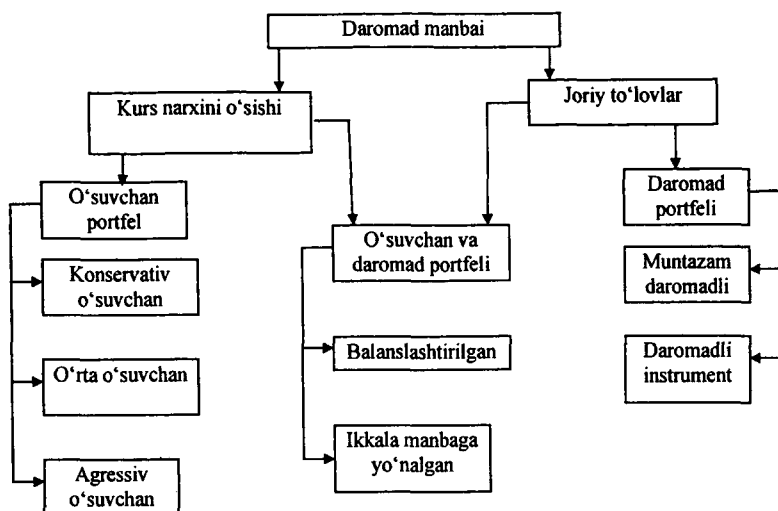 Daromad manbai
Kurs narxini o‘sishi
Joriy to‘lovlar
O‘suvchan
portfel
Daromad
portfeli
O‘suvchan va
daromad portfeli
Konservativ
o‘suvchan
Muntazam
daromadli
Balanslashtirilgan
Daromadli
instrument
O‘rta o‘suvchan
Ikkala manbaga
yo‘nalgan
Agressiv
o‘suvchan